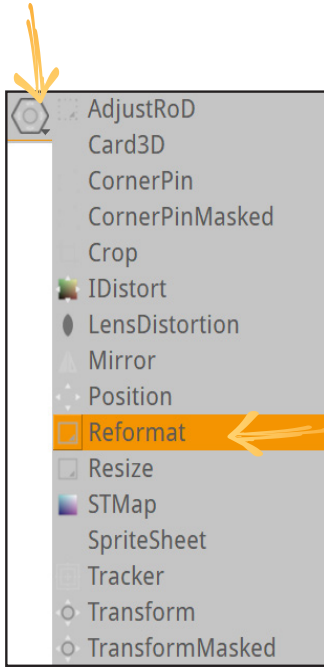 AdjustRoD
Card3D
CornerPin
CornerPinMasked
Crop
IDistort
LensDistortion
Mirror
Position
Reformat
Resize
STMap
SpriteSheet
Tracker
Transform
TransformMasked